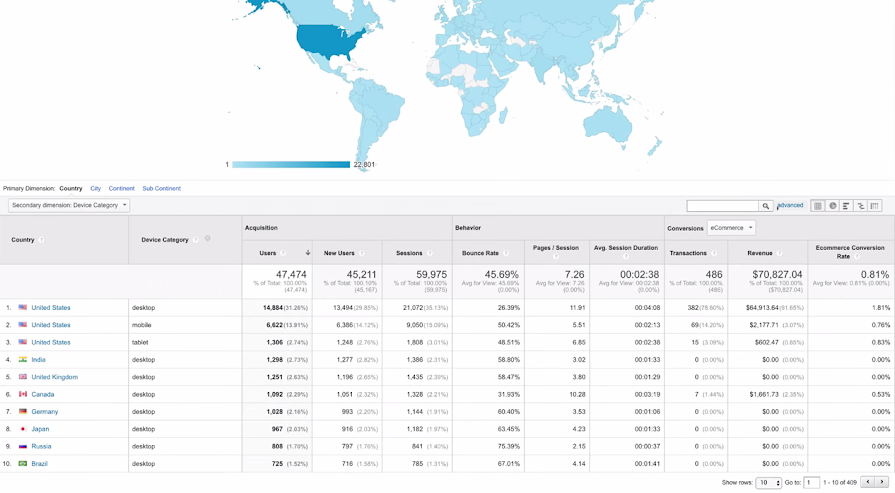 1 22,801
Primary Dimension: Country City Continent Sub Continent
Secondary dimension: Device Category advanced
Country Device Category Acquisition Behavior Conversions eCommerce
Users New Users Sessions Bounce Rate Pages / Session Avg. Session Duration Transactions Revenue Ecommerce Conversion Rate
47,474 45,211 59,975 45.69% 7.26 00:02:38 486 $70,827.04 0.81%
% of Total: 100.00% (47,474) % of Total: 100.10% (45,167) % of Total: 100.00% (59,975) Avg for View: 45.69% (0.00%) Avg for View: 7.26 (0.00%) Avg for View: 00:02:38 (0.00%) % of Total: 100.00% (486) % of Total: 100.00% ($70,827.04) Avg for View: 0.81% (0.00%)
1. United States desktop 14,884 (31.26%) 13,494 (29.85%) 21,072 (35.13%) 26.39% 11.91 00:04:08 382 (78.60%) $64,913.64 (91.65%) 1.81%
2. United States mobile 6,622 (13.91%) 6,386 (14.12%) 9,050 (15.09%) 50.42% 5.51 00:02:13 69 (14.20%) $2,177.71 (3.07%) 0.76%
3. United States tablet 1,306 (2.74%) 1,248 (2.76%) 1,808 (3.01%) 48.51% 6.85 00:02:38 15 (3.09%) $602.47 (0.85%) 0.83%
4. India desktop 1,298 (2.73%) 1,277 (2.82%) 1,386 (2.31%) 58.80% 3.02 00:01:33 0 (0.00%) $0.00 (0.00%) 0.00%
5. United Kingdom desktop 1,251 (2.63%) 1,196 (2.65%) 1,435 (2.39%) 58.47% 3.80 00:01:29 0 (0.00%) $0.00 (0.00%) 0.00%
6. Canada desktop 1,092 (2.29%) 1,051 (2.32%) 1,328 (2.21%) 31.93% 10.28 00:03:19 7 (1.44%) $1,661.73 (2.35%) 0.53%
7. Germany desktop 1,028 (2.16%) 993 (2.20%) 1,144 (1.91%) 60.40% 3.53 00:01:06 0 (0.00%) $0.00 (0.00%) 0.00%
8. Japan desktop 967 (2.03%) 916 (2.03%) 1,182 (1.97%) 63.45% 4.23 00:01:33 0 (0.00%) $0.00 (0.00%) 0.00%
9. Russia desktop 808 (1.70%) 797 (1.76%) 841 (1.40%) 75.39% 2.15 00:00:37 0 (0.00%) $0.00 (0.00%) 0.00%
10. Brazil desktop 725 (1.52%) 716 (1.58%) 785 (1.31%) 67.01% 4.14 00:01:41 0 (0.00%) $0.00 (0.00%) 0.00%
Show rows: 10 Go to: 1 1 - 10 of 409